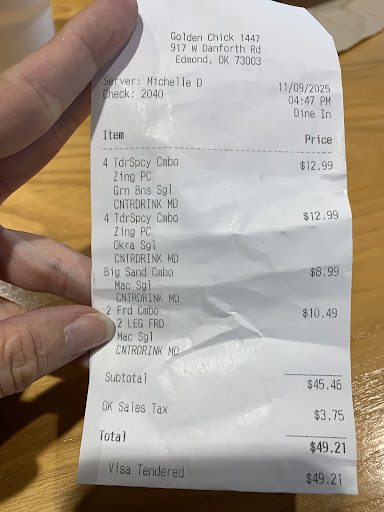 Golden Chick 1447
917 W Danforth Rd
Edmond, OK 73003
Server: Michelle D 11/09/2025
Check: 2040 04:47 PM
Dine In
Item Price
4 TdrSpcy Cmbo $12.99
Zing PC
Grn Bns Sgl
CNTRDRINK MD
4 TdrSpcy Cmbo $12.99
Zing PC
Okra Sgl
CNTRDRINK MD
Big Sand Cmbo $8.99
Mac Sgl
CNTRDRINK MD
2 Frd Cmbo $10.49
2 LEG FRD
Mac Sgl
CNTRDRINK MD
Subtotal $45.46
OK Sales Tax $3.75
Total $49.21
Visa Tendered $49.21